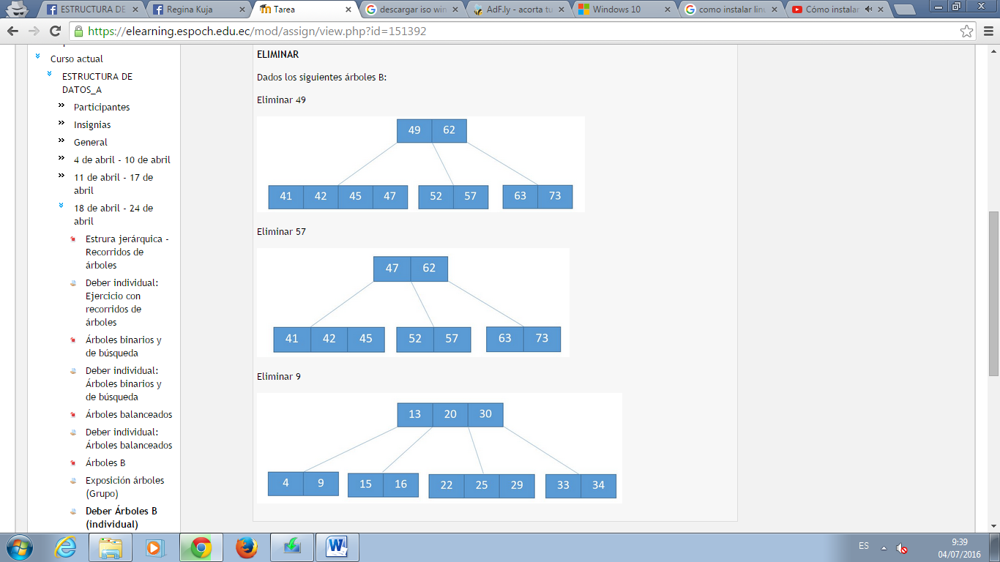 ESTRUCTURA DE
Regina Kuja
Tarea
descargar iso win
AdF.ly - acorta tu
Windows 10
como instalar linu
Cómo instalar
https://elearning.espoch.edu.ec/mod/assign/view.php?id=151392
Curso actual
ESTRUCTURA DE
DATOS_A
Participantes
Insignias
General
4 de abril - 10 de abril
11 de abril - 17 de
abril
18 de abril - 24 de
abril
Estrura jerárquica -
Recorridos de
árboles
Deber individual:
Ejercicio con
recorridos de
árboles
Árboles binarios y
de búsqueda
Deber individual:
Árboles binarios y
de búsqueda
Árboles balanceados
Deber individual:
Árboles balanceados
Árboles B
Exposición árboles
(Grupo)
Deber Árboles B
(individual)
ELIMINAR
Dados los siguientes árboles B:
Eliminar 49
49 62
41 42 45 47 52 57 63 73
Eliminar 57
47 62
41 42 45 52 57 63 73
Eliminar 9
13 20 30
4 9 15 16 22 25 29 33 34
ES
9:39
04/07/2016